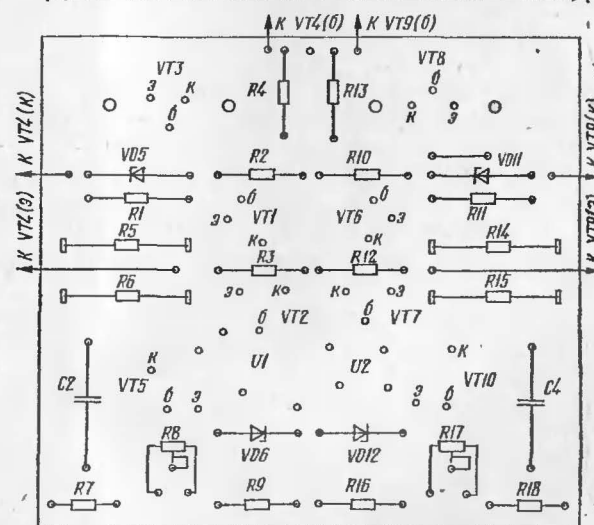 К VT4(б) К VT9(б)
VT3 VT8
э к б
б к э
R4 R13
К VT4(К)
VD5 R2 R10 VD11
R1 б б R11
э VT1 VT6 э
К VT4(Э)
R5 к к R14
R3 R12
R6 э к к э R15
б VT2 б VT7
к U1 U2 к
C2 VT5 VT10 C4
б э э б
R8 VD6 VD12 R17
R7 R9 R16 R18